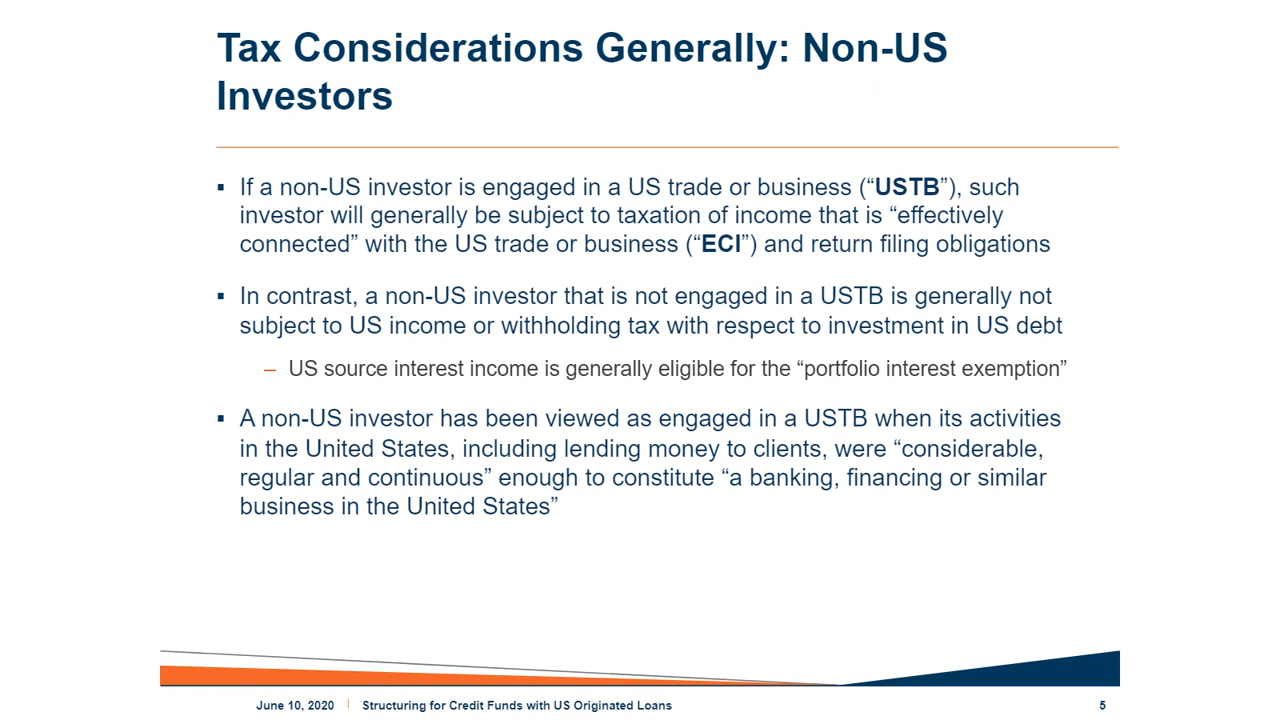 Tax Considerations Generally: Non-US
Investors
▪ If a non-US investor is engaged in a US trade or business (“USTB”), such
investor will generally be subject to taxation of income that is “effectively
connected” with the US trade or business (“ECI”) and return filing obligations
▪ In contrast, a non-US investor that is not engaged in a USTB is generally not
subject to US income or withholding tax with respect to investment in US debt
– US source interest income is generally eligible for the “portfolio interest exemption”
▪ A non-US investor has been viewed as engaged in a USTB when its activities
in the United States, including lending money to clients, were “considerable,
regular and continuous” enough to constitute “a banking, financing or similar
business in the United States”
June 10, 2020 | Structuring for Credit Funds with US Originated Loans 5